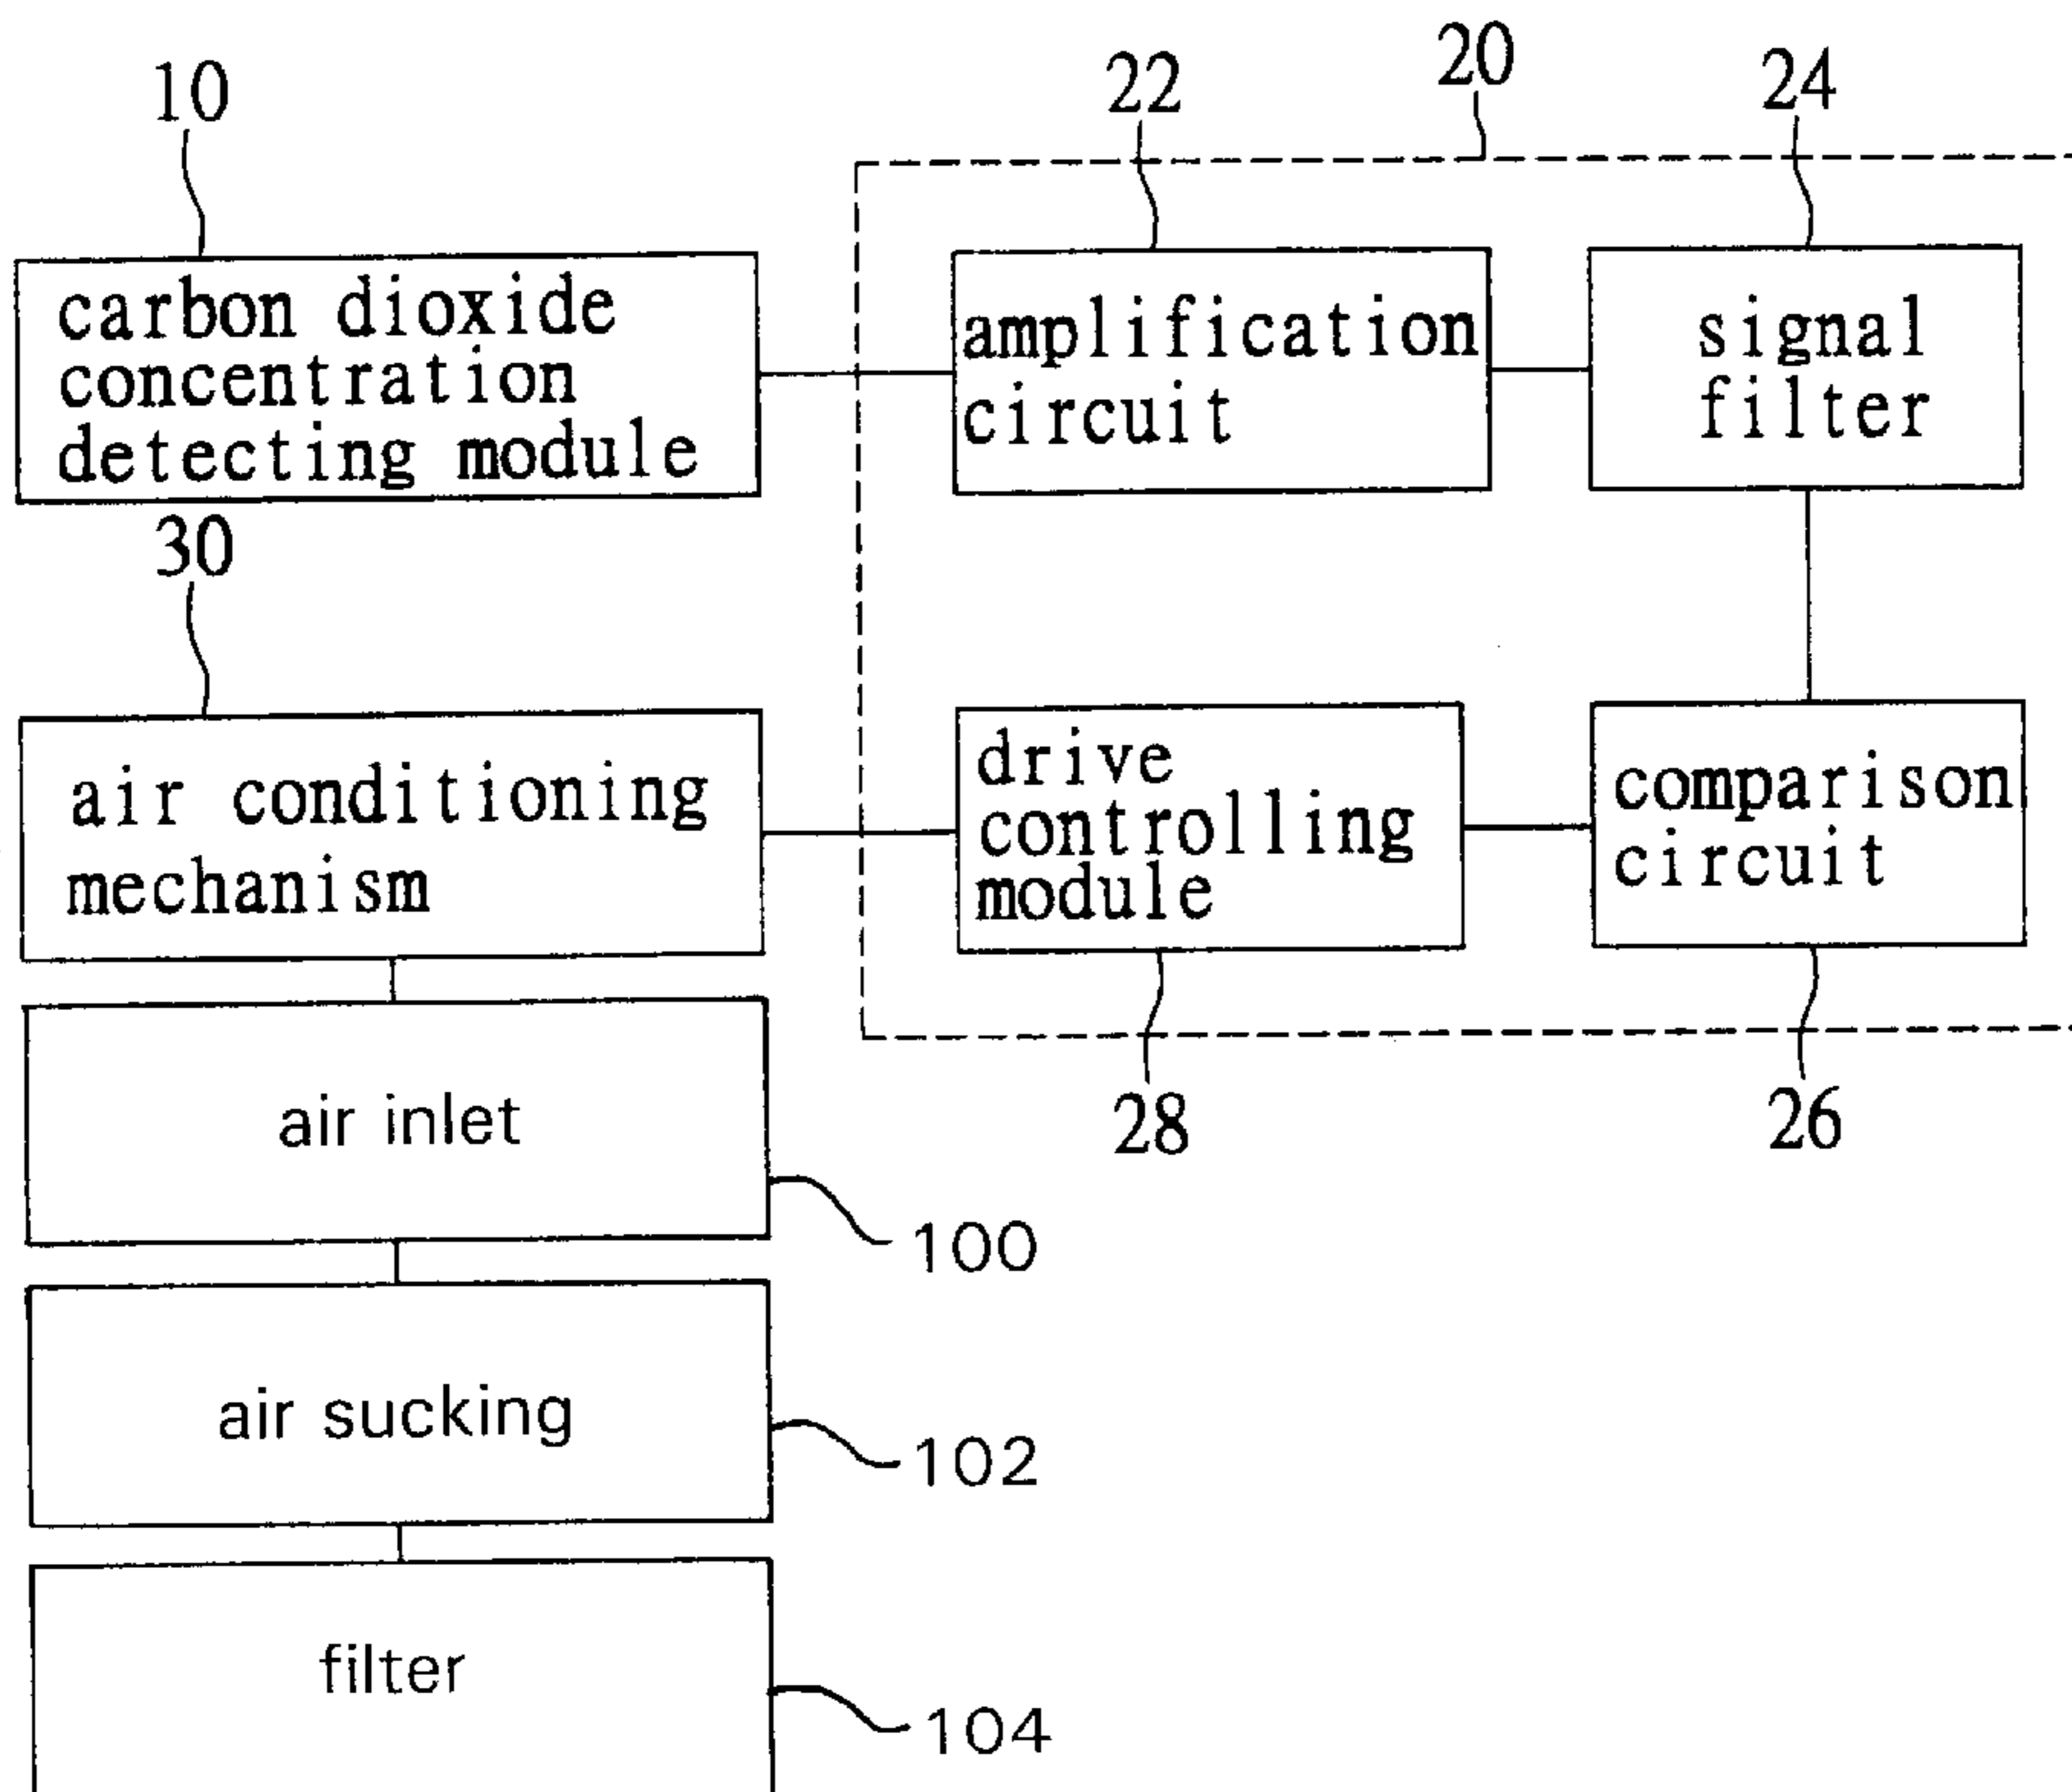 10
22
20
24
carbon dioxide
concentration
detecting module
amplification
circuit
signal
filter
30
air conditioning
mechanism
drive
controlling
module
comparison
circuit
28
26
air inlet
100
air sucking
102
filter
104